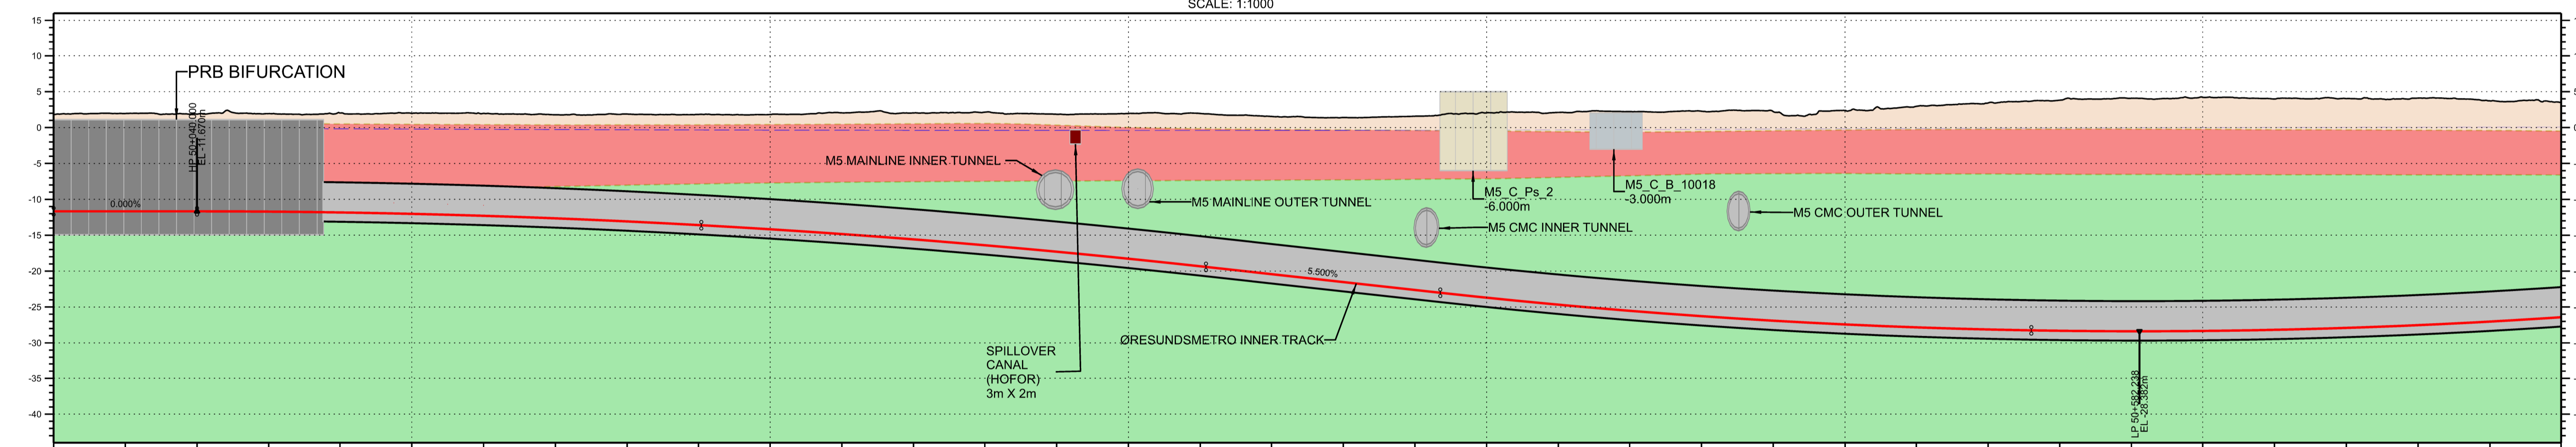 SCALE: 1:1000
15
10
5
0
-5
-10
-15
-20
-25
-30
-35
-40
PRB BIFURCATION
HP 50+040.000
EL -11.670m
0.000%
M5 MAINLINE INNER TUNNEL
M5 MAINLINE OUTER TUNNEL
M5_C_Ps_2
-6.000m
M5_C_B_10018
-3.000m
M5 CMC INNER TUNNEL
M5 CMC OUTER TUNNEL
5.500%
ØRESUNDSMETRO INNER TRACK
SPILLOVER
CANAL
(HOFOR)
3m X 2m
LP 50+582.238
EL -28.382m